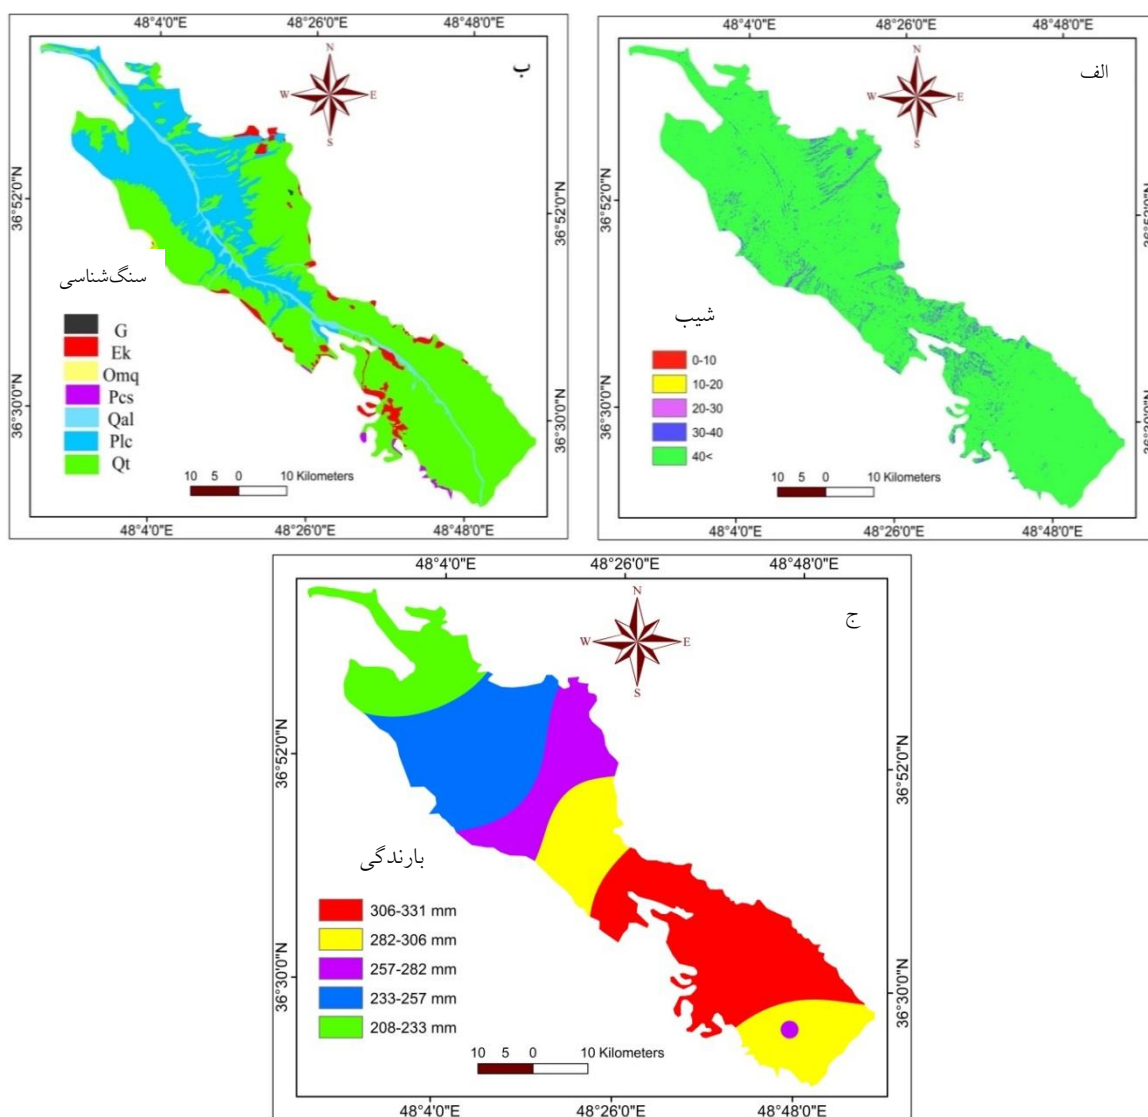 48°4'0"E 48°26'0"E 48°48'0"E
ب
N
W E
S
36°52'0"N 36°52'0"N
سنگ‌شناسی
G
Ek
Omq
Pcs
Qal
Plc
Qt
36°30'0"N 36°30'0"N
10 5 0 10 Kilometers
48°4'0"E 48°26'0"E 48°48'0"E
48°4'0"E 48°26'0"E 48°48'0"E
الف
N
W E
S
36°52'0"N 36°52'0"N
شیب
0-10
10-20
20-30
30-40
40<
36°30'0"N 36°30'0"N
10 5 0 10 Kilometers
48°4'0"E 48°26'0"E 48°48'0"E
48°4'0"E 48°26'0"E 48°48'0"E
ج
N
W E
S
36°52'0"N 36°52'0"N
بارندگی
306-331 mm
282-306 mm
257-282 mm
233-257 mm
208-233 mm
36°30'0"N 36°30'0"N
10 5 0 10 Kilometers
48°4'0"E 48°26'0"E 48°48'0"E